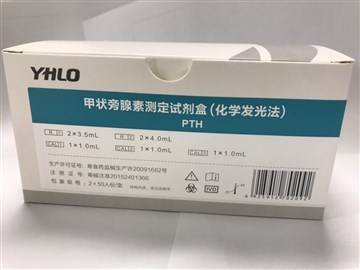 YHLO
甲状旁腺素测定试剂盒(化学发光法)
PTH
2×3.5mL 2×4.0mL
CAL1 1×1.0mL CAL2 1×1.0mL CAL3 1×1.0mL
生产许可证号: 粤食药监械生产许20091682号
注册证号: 粤械注准20152401366
规格: 2×50人份/盒
IVD